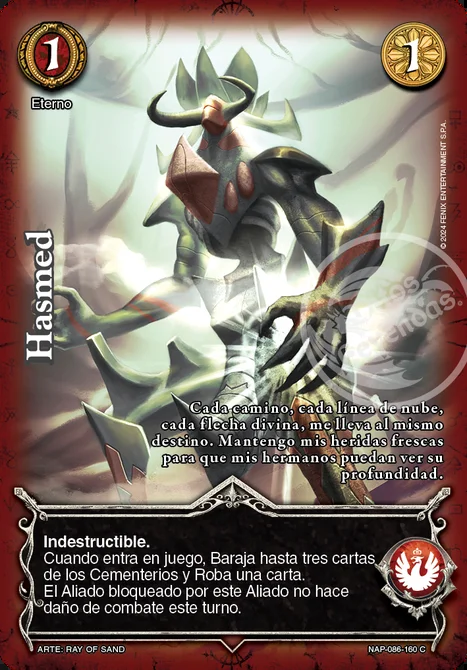 1
1
Eterno
© 2024 FENIX ENTERTAINMENT S.P.A.
Hasmed
Cada camino, cada línea de nube,
cada flecha divina, me lleva al mismo
destino. Mantengo mis heridas frescas
para que mis hermanos puedan ver su
profundidad.
Indestructible.
Cuando entra en juego, Baraja hasta tres cartas
de los Cementerios y Roba una carta.
El Aliado bloqueado por este Aliado no hace
daño de combate este turno.
ARTE: RAY OF SAND
NAP-086-160 C